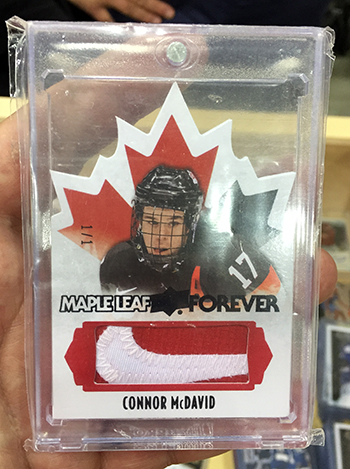 1/1
17
MAPLE LEAF FOREVER
CONNOR McDAVID